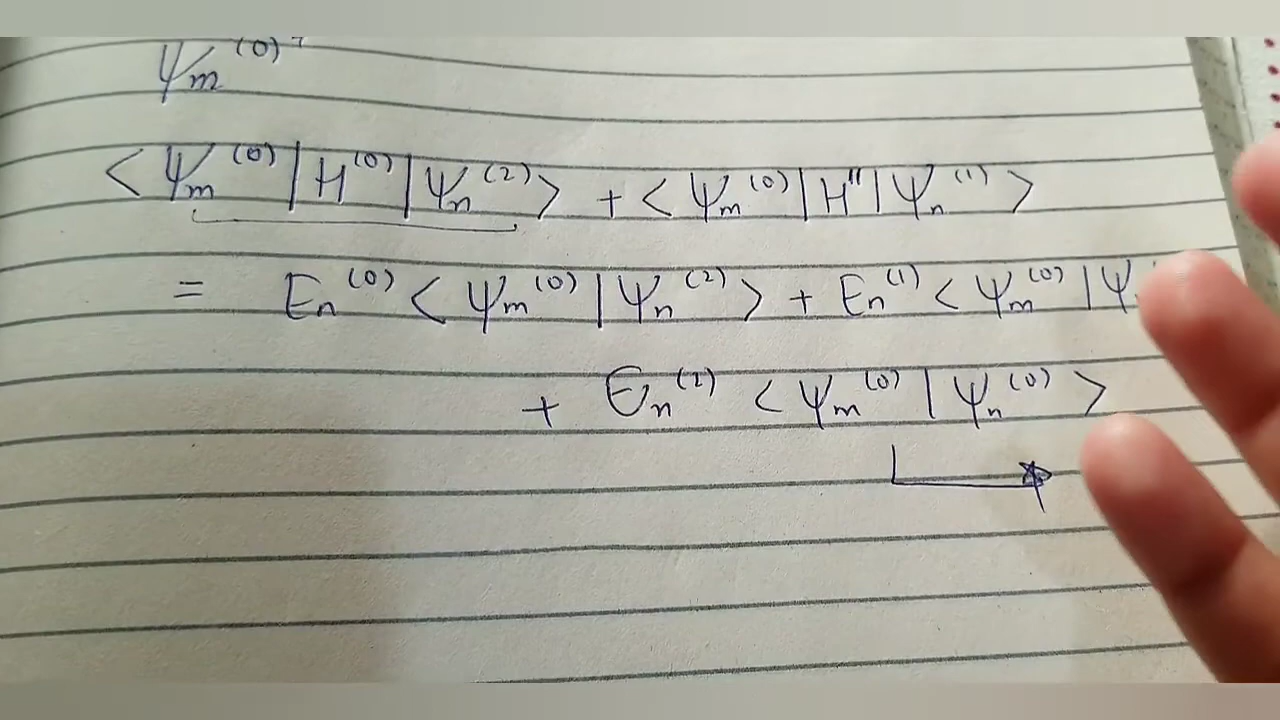 ψm^(0)*
<ψm^(0)|H^(0)|ψn^(2)> + <ψm^(0)|H''|ψn^(1)>
= En^(0) <ψm^(0)|ψn^(2)> + En^(1) <ψm^(0)|ψ
+ En^(2) <ψm^(0)|ψn^(0)>